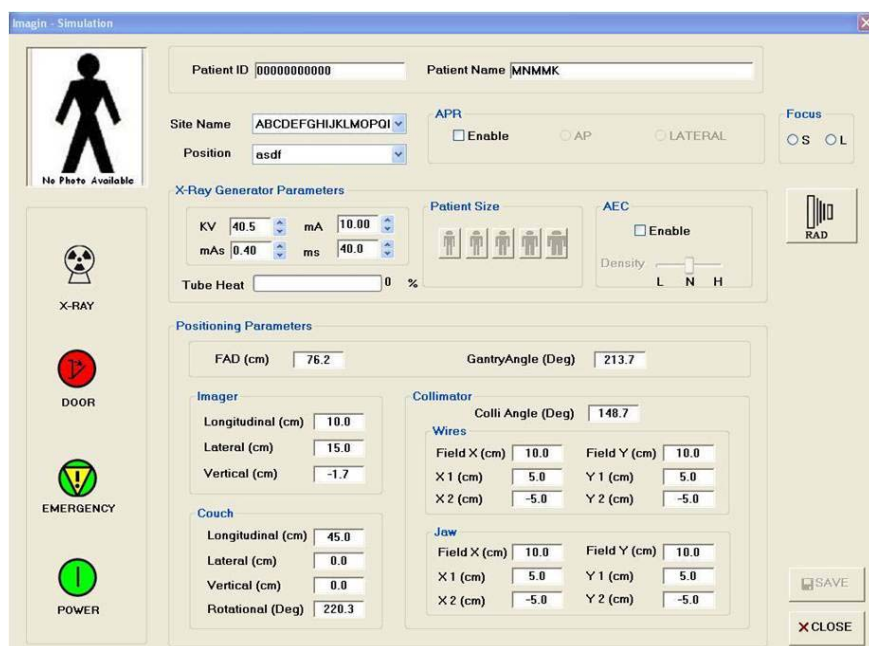 Imagin - Simulation
No Photo Available
Patient ID 00000000000 Patient Name MNMMK
Site Name ABCDEFGHIJKLMOPQI
Position asdf
APR
Enable AP LATERAL
Focus
S L
X-Ray Generator Parameters
KV 40.5 mA 10.00
mAs 0.40 ms 40.0
Tube Heat 0 %
Patient Size
AEC
Enable
Density
L N H
RAD
X-RAY
DOOR
EMERGENCY
POWER
Positioning Parameters
FAD (cm) 76.2 GantryAngle (Deg) 213.7
Imager
Longitudinal (cm) 10.0
Lateral (cm) 15.0
Vertical (cm) -1.7
Couch
Longitudinal (cm) 45.0
Lateral (cm) 0.0
Vertical (cm) 0.0
Rotational (Deg) 220.3
Collimator
Colli Angle (Deg) 148.7
Wires
Field X (cm) 10.0 Field Y (cm) 10.0
X 1 (cm) 5.0 Y 1 (cm) 5.0
X 2 (cm) -5.0 Y 2 (cm) -5.0
Jaw
Field X (cm) 10.0 Field Y (cm) 10.0
X 1 (cm) 5.0 Y 1 (cm) 5.0
X 2 (cm) -5.0 Y 2 (cm) -5.0
SAVE
CLOSE